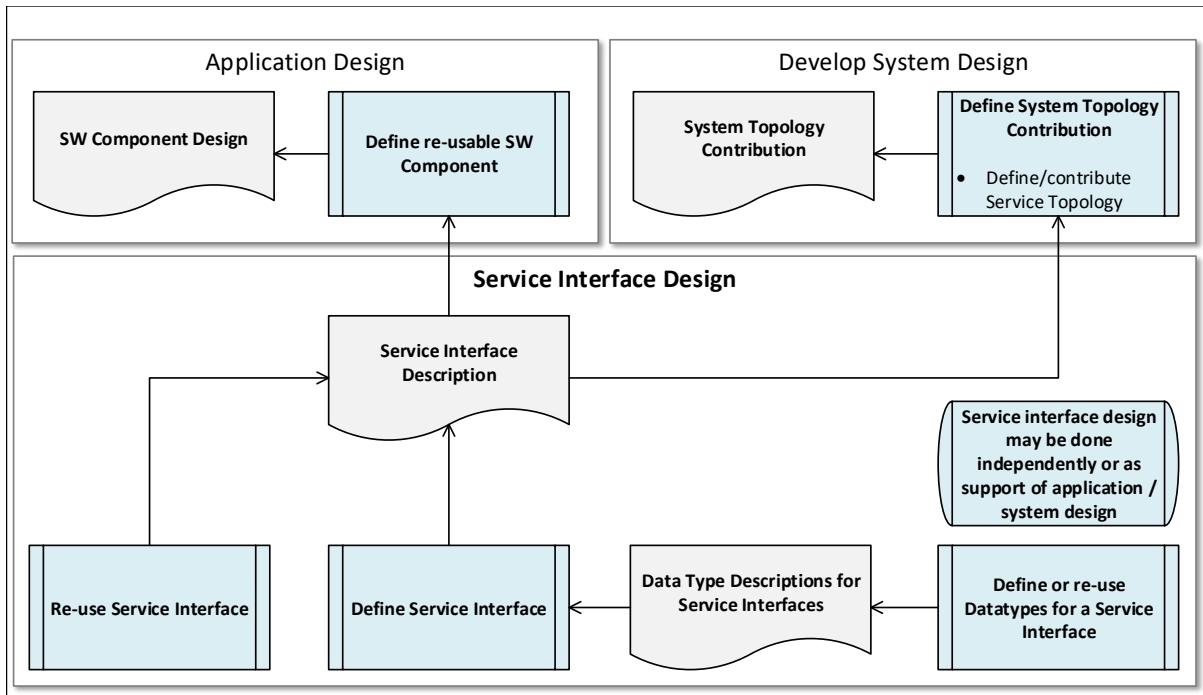 Application Design
SW Component Design
Define re-usable SW
Component
Develop System Design
System Topology
Contribution
Define System Topology
Contribution
• Define/contribute
Service Topology
Service Interface Design
Service Interface
Description
Service interface design
may be done
independently or as
support of application /
system design
Re-use Service Interface
Define Service Interface
Data Type Descriptions for
Service Interfaces
Define or re-use
Datatypes for a Service
Interface